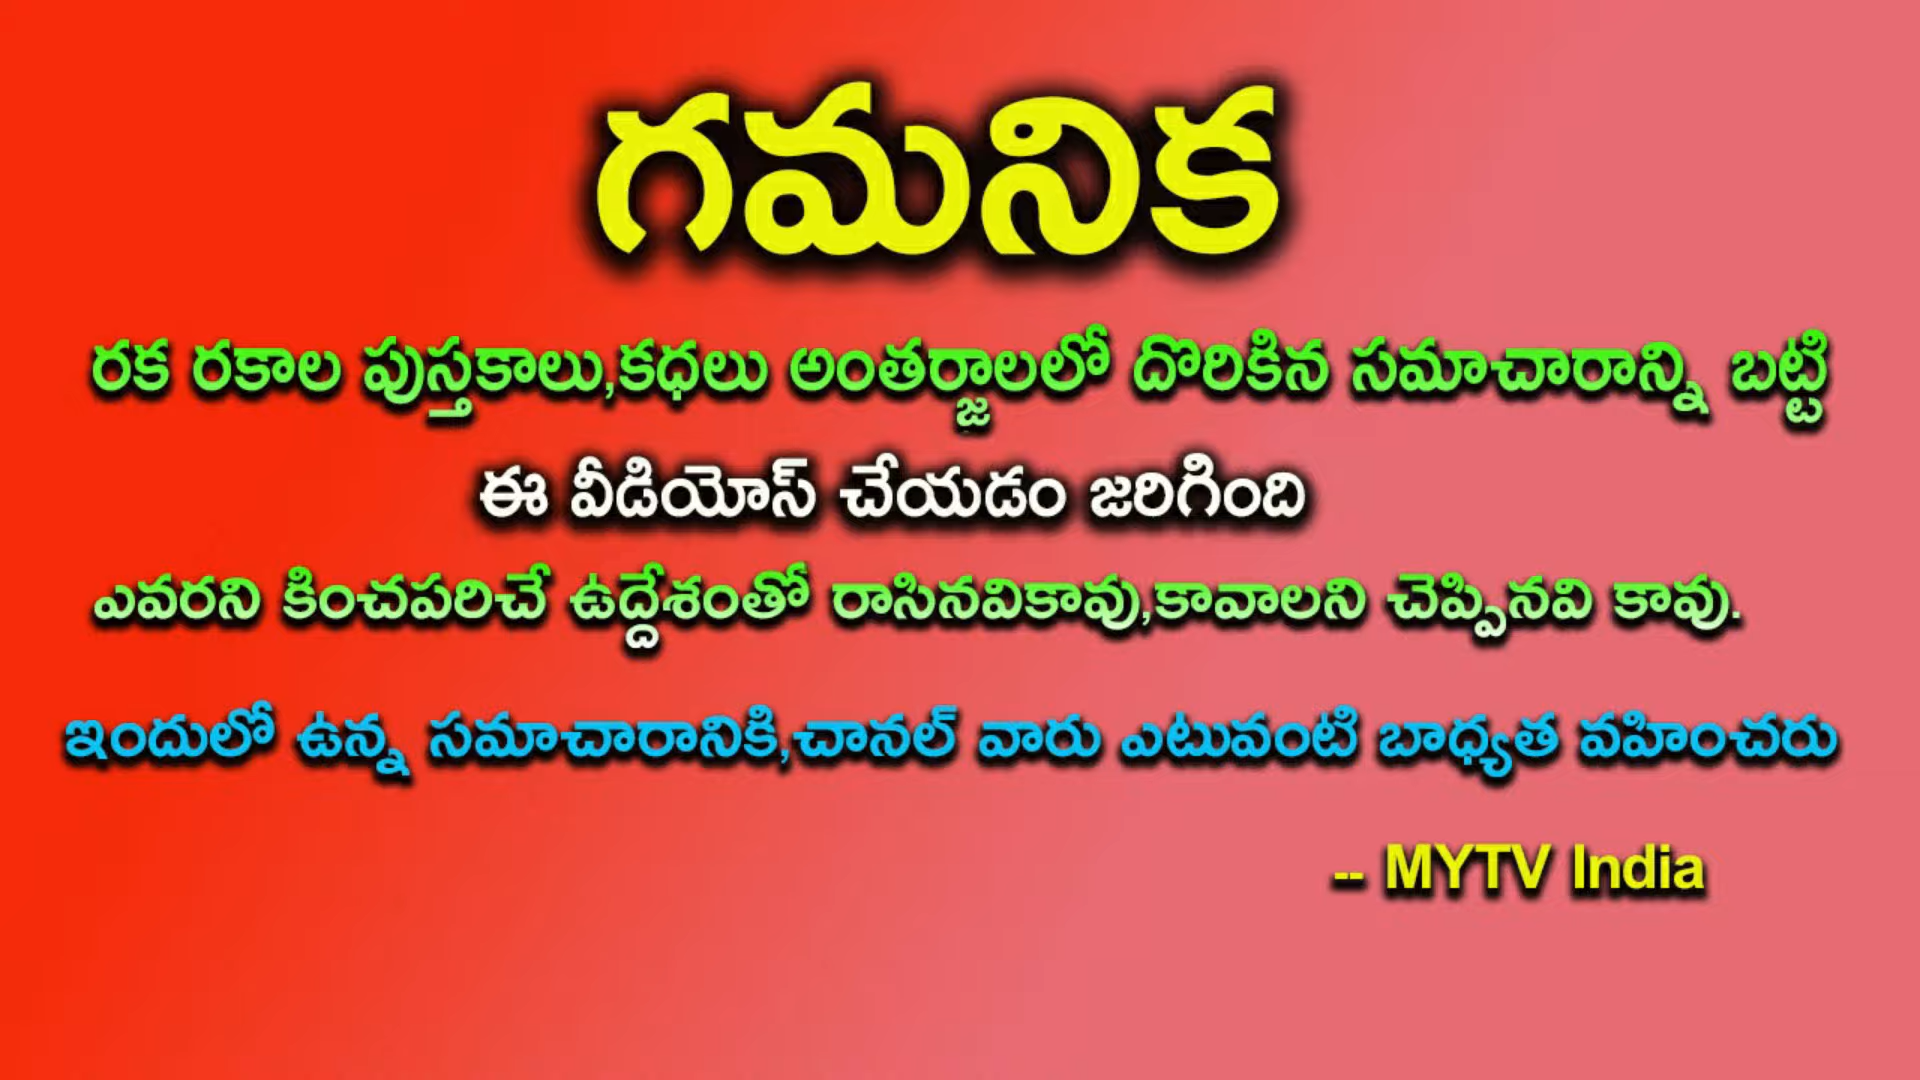 గమనిక
రక రకాల పుస్తకాలు,కధలు అంతర్జాలలో దొరికిన సమాచారాన్ని బట్టి
ఈ వీడియోస్ చేయడం జరిగింది
ఎవరని కించపరిచే ఉద్దేశంతో రాసినవికావు,కావాలని చెప్పినవి కావు.
ఇందులో ఉన్న సమాచారానికి,చానల్ వారు ఎటువంటి బాధ్యత వహించరు
-- MYTV India